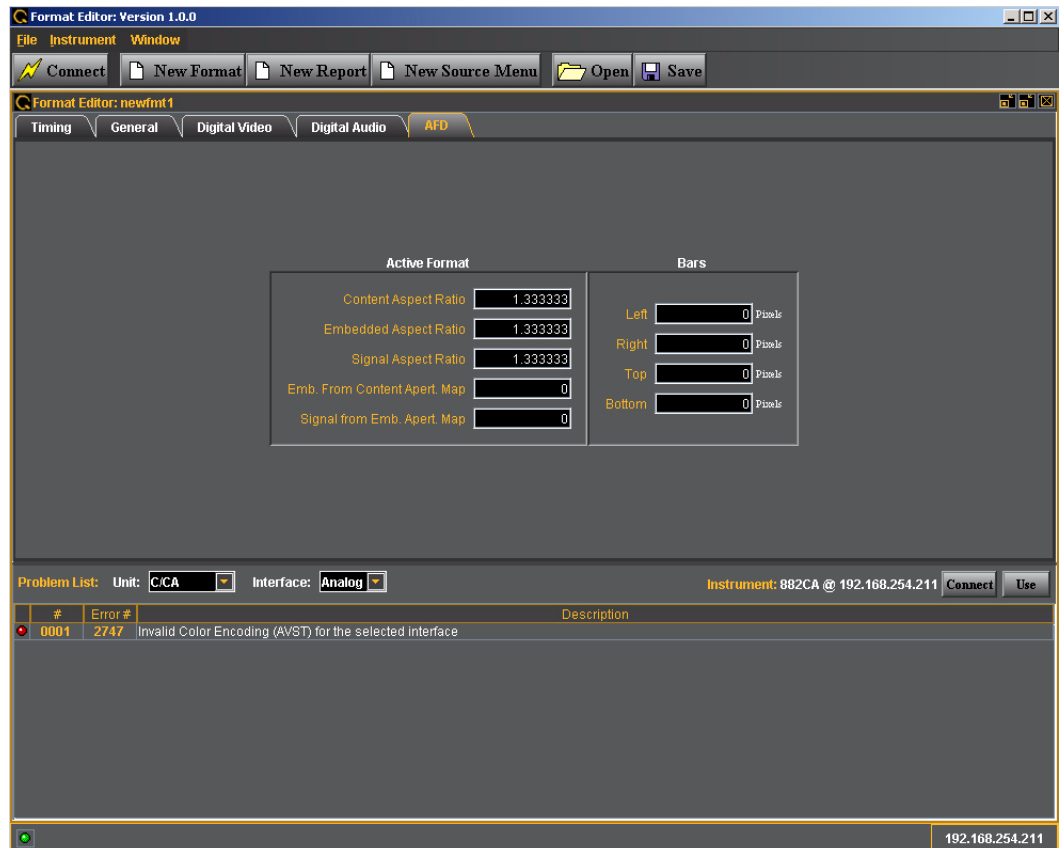 Format Editor: Version 1.0.0
File Instrument Window
Connect New Format New Report New Source Menu Open Save
Format Editor: newfmt1
Timing General Digital Video Digital Audio AFD
Active Format
Content Aspect Ratio 1.333333
Embedded Aspect Ratio 1.333333
Signal Aspect Ratio 1.333333
Emb. From Content Apert. Map 0
Signal from Emb. Apert. Map 0
Bars
Left 0 Pixels
Right 0 Pixels
Top 0 Pixels
Bottom 0 Pixels
Problem List: Unit: C/CA Interface: Analog Instrument: 882CA @ 192.168.254.211 Connect Use
# Error # Description
0001 2747 Invalid Color Encoding (AVST) for the selected interface
192.168.254.211